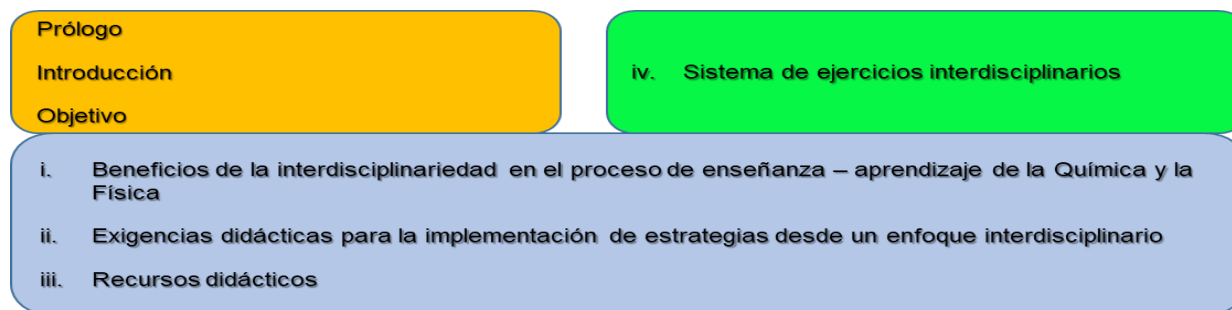 Prólogo
Introducción
Objetivo
iv. Sistema de ejercicios interdisciplinarios
i. Beneficios de la interdisciplinariedad en el proceso de enseñanza – aprendizaje de la Química y la
Física
ii. Exigencias didácticas para la implementación de estrategias desde un enfoque interdisciplinario
iii. Recursos didácticos